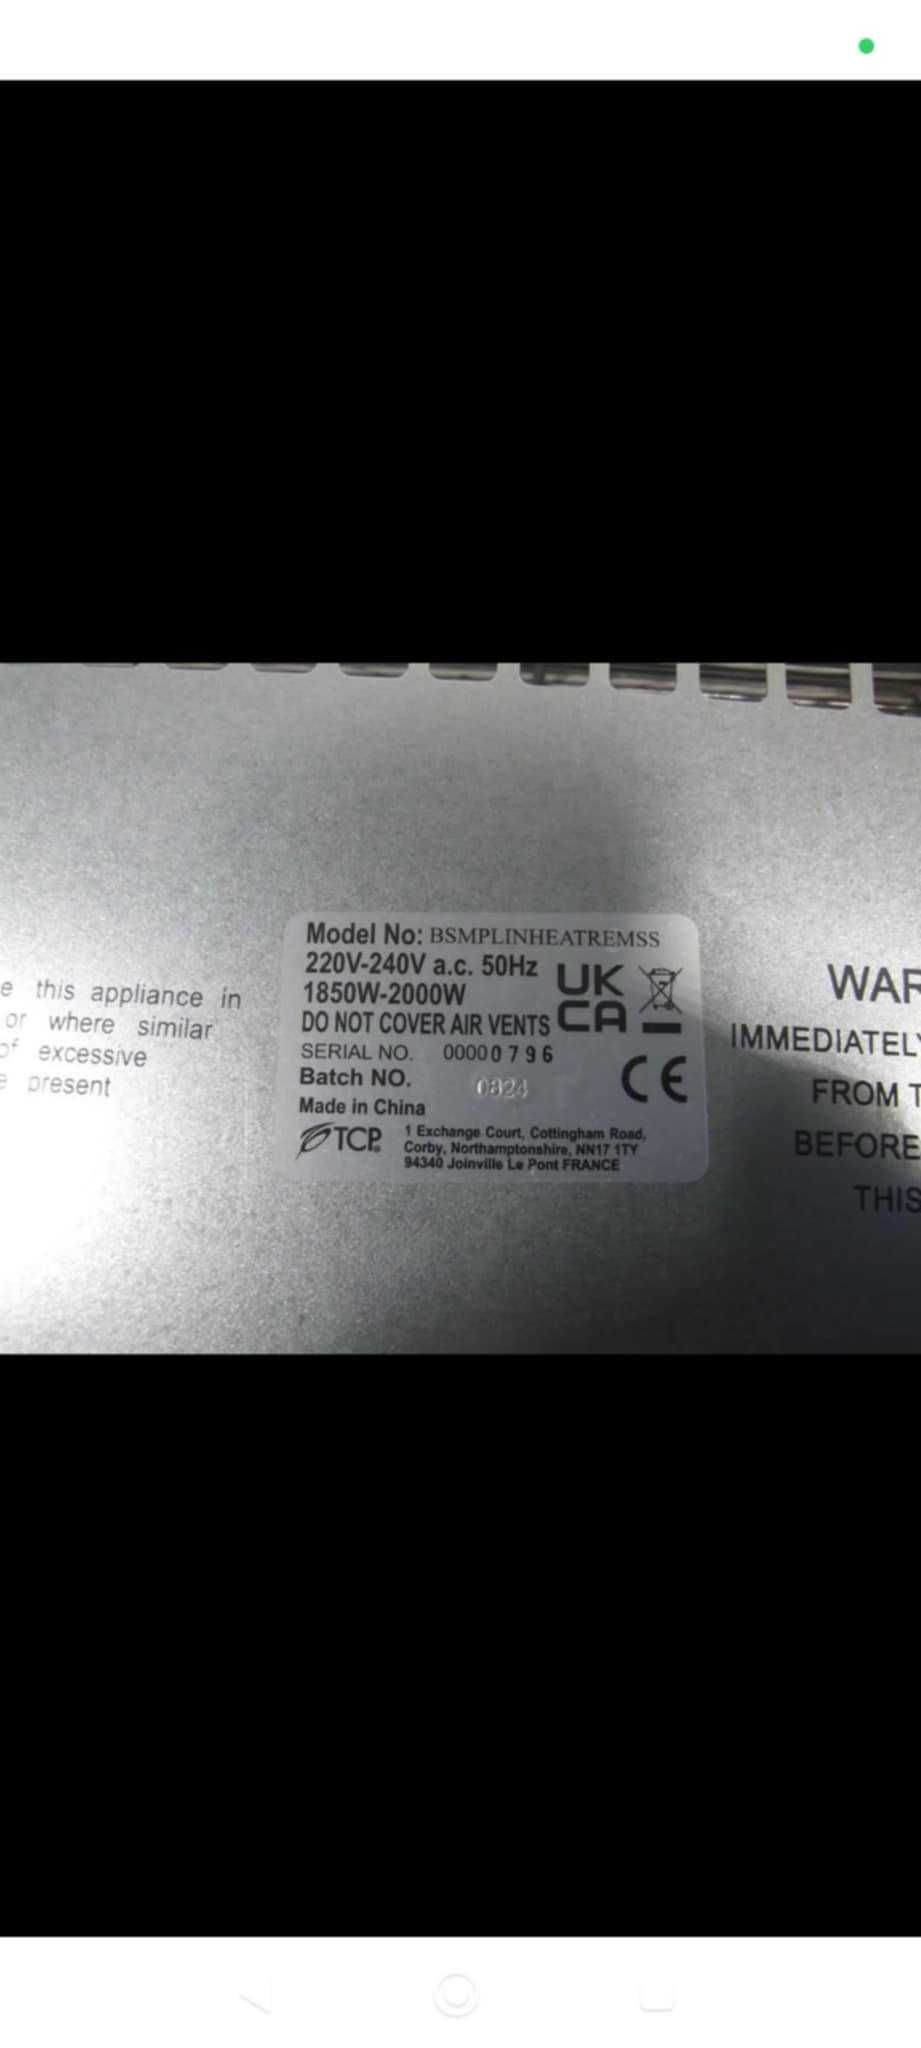 e this appliance in
or where similar
of excessive
e present
Model No: BSMPLINHEATREMSS
220V-240V a.c. 50Hz
1850W-2000W
DO NOT COVER AIR VENTS
UK
CA
SERIAL NO. 00000796
Batch NO. 0824
CE
Made in China
TCP®
1 Exchange Court, Cottingham Road,
Corby, Northamptonshire, NN17 1TY
94340 Joinville Le Pont FRANCE
WAR
IMMEDIATELY
FROM T
BEFORE
THIS